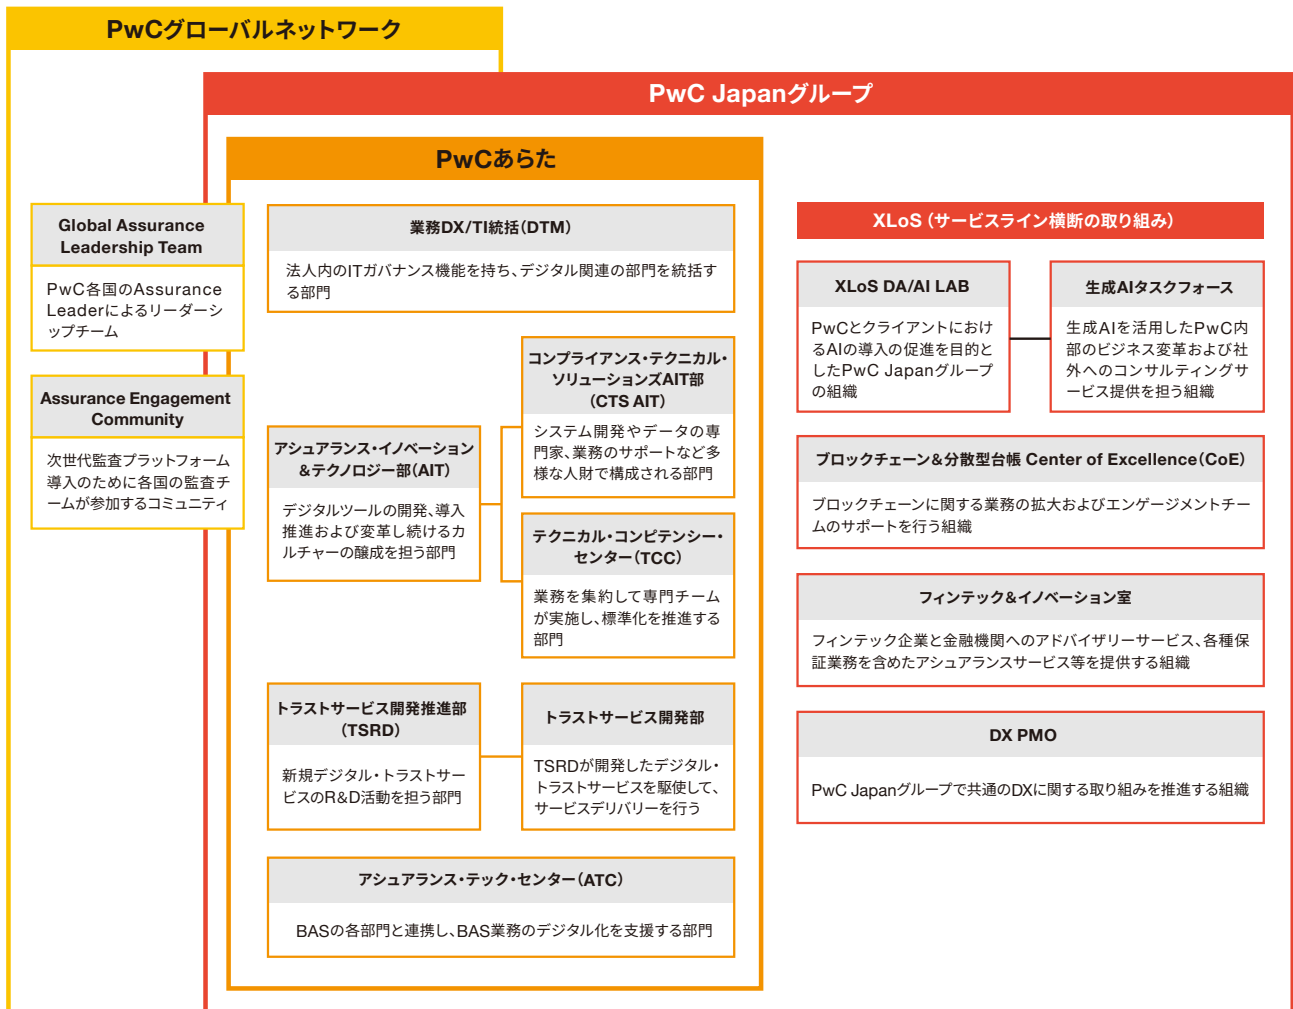 PwCグローバルネットワーク
PwC Japanグループ
PwCあらた
Global Assurance
Leadership Team
PwC各国のAssurance
Leaderによるリーダーシ
ップチーム
Assurance Engagement
Community
次世代監査プラットフォーム
導入のために各国の監査チ
ームが参加するコミュニティ
業務DX/TI統括(DTM)
法人内のITガバナンス機能を持ち、デジタル関連の部門を統括す
る部門
アシュアランス・イノベーション
&テクノロジー部(AIT)
デジタルツールの開発、導入
推進および変革し続けるカ
ルチャーの醸成を担う部門
コンプライアンス・テクニカル・
ソリューションズAIT部
(CTS AIT)
システム開発やデータの専
門家、業務のサポートなど多
様な人財で構成される部門
テクニカル・コンピテンシー・
センター(TCC)
業務を集約して専門チーム
が実施し、標準化を推進する
部門
トラストサービス開発推進部
(TSRD)
新規デジタル・トラストサー
ビスのR&D活動を担う部門
トラストサービス開発部
TSRDが開発したデジタル・
トラストサービスを駆使して、
サービスデリバリーを行う
アシュアランス・テック・センター(ATC)
BASの各部門と連携し、BAS業務のデジタル化を支援する部門
XLoS(サービスライン横断の取り組み)
XLoS DA/AI LAB
PwCとクライアントにおけ
るAIの導入の促進を目的と
したPwC Japanグループ
の組織
生成AIタスクフォース
生成AIを活用したPwC内
部のビジネス変革および社
外へのコンサルティングサ
ービス提供を担う組織
ブロックチェーン&分散型台帳 Center of Excellence(CoE)
ブロックチェーンに関する業務の拡大およびエンゲージメントチー
ムのサポートを行う組織
フィンテック&イノベーション室
フィンテック企業と金融機関へのアドバイザリーサービス、各種保
証業務を含めたアシュアランスサービス等を提供する組織
DX PMO
PwC Japanグループで共通のDXに関する取り組みを推進する組織